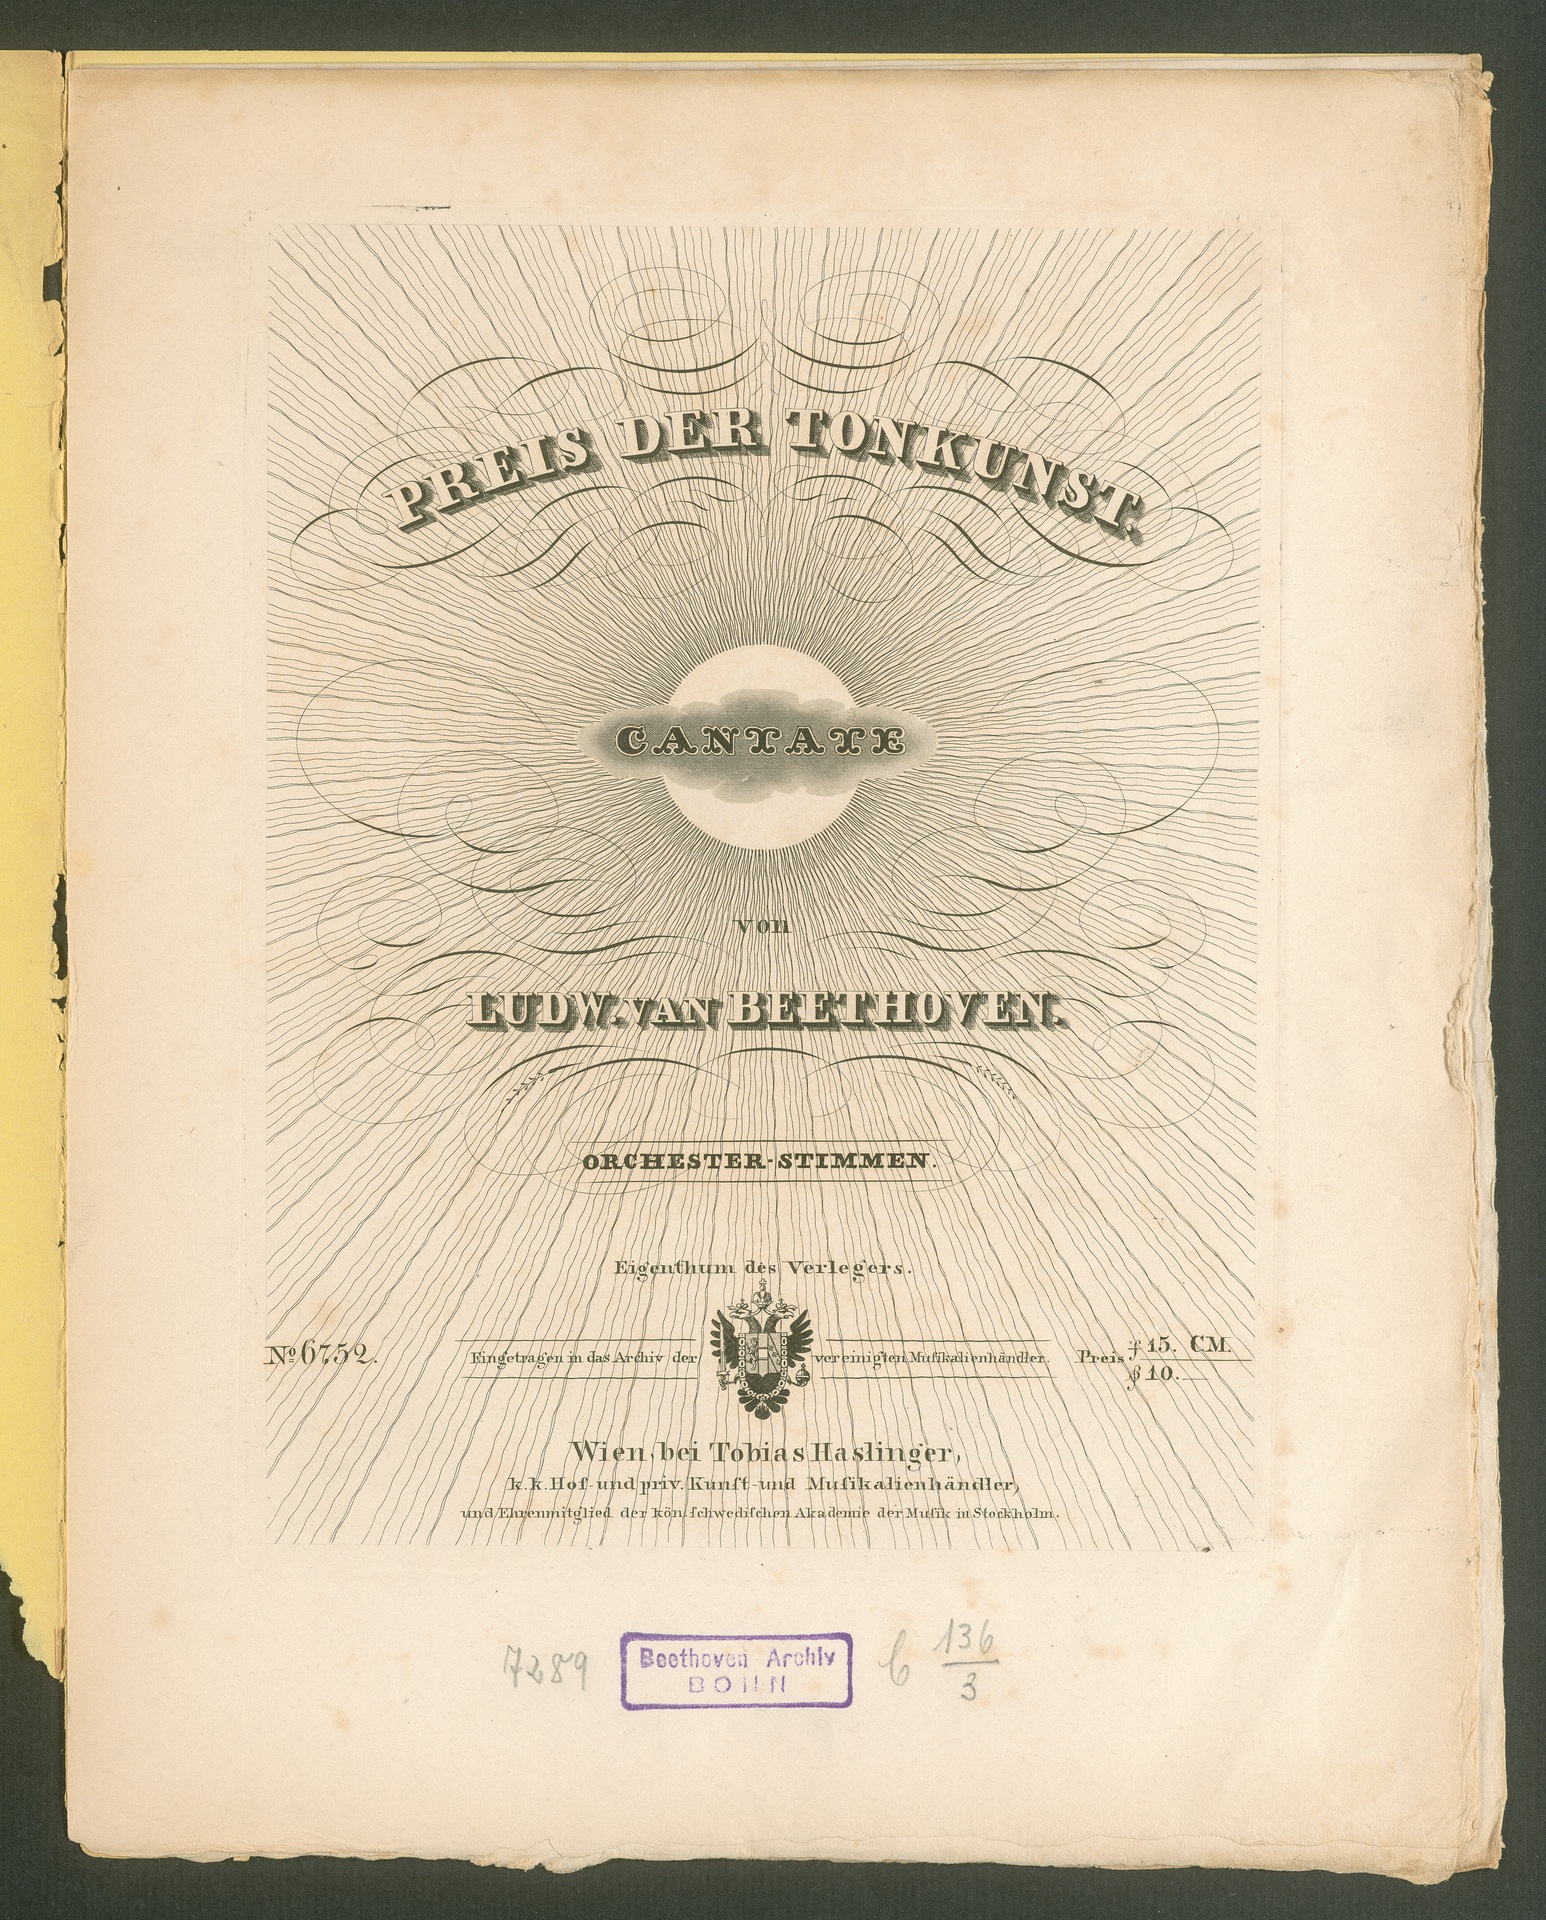 PREIS DER TONKUNST.
CANTATE
von
LUDW. VAN BEETHOVEN.
ORCHESTER-STIMMEN.
Eigenthum des Verlegers.
No 6752.
Eingetragen in das Archiv der vereinigten Muſikalienhändler.
Preis f 15. CM.
10.
Wien, bei Tobias Haslinger,
k.k. Hof- und priv. Kunſt- und Muſikalienhändler,
und Ehrenmitglied der kön. ſchwediſchen Akademie der Muſik in Stockholm.
7289
Beethoven Archiv
BONN
C 136
3